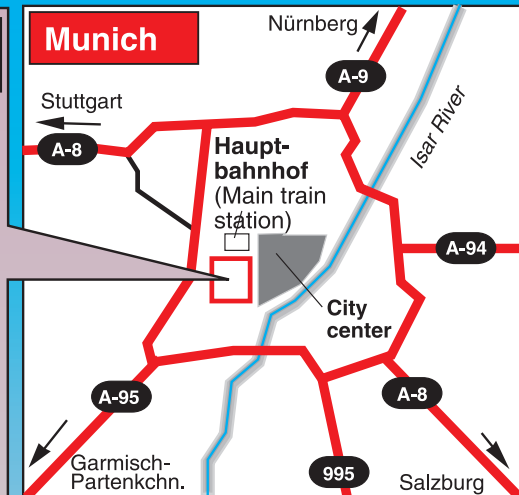 Munich
Nürnberg
A-9
Stuttgart
A-8
Isar River
Haupt-
bahnhof
(Main train
station)
A-94
City
center
A-95
A-8
Garmisch-
Partenkchn.
995
Salzburg